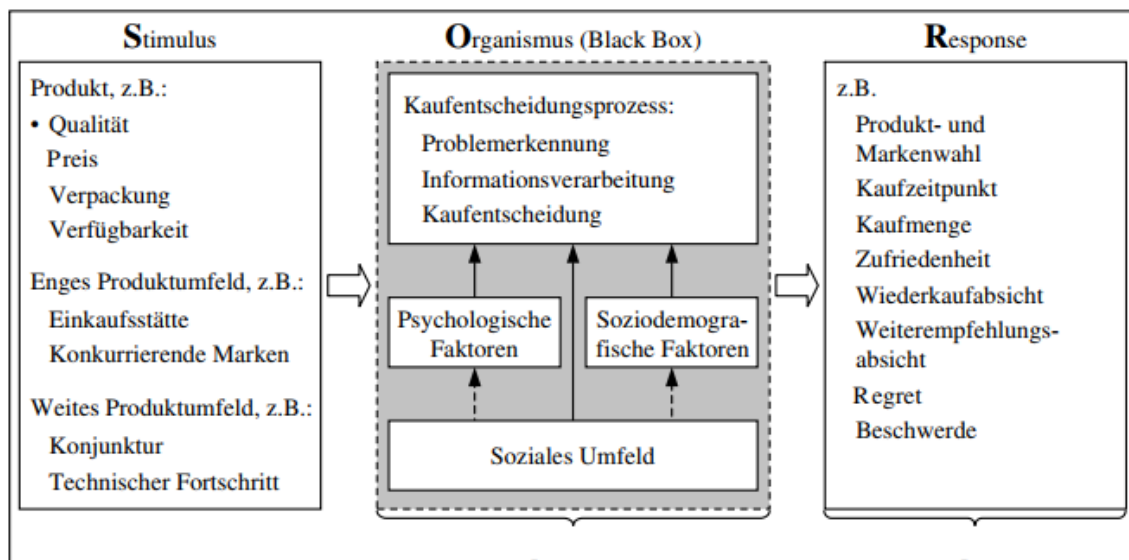 Stimulus
Produkt, z.B.:
• Qualität
Preis
Verpackung
Verfügbarkeit
Enges Produktumfeld, z.B.:
Einkaufsstätte
Konkurrierende Marken
Weites Produktumfeld, z.B.:
Konjunktur
Technischer Fortschritt
Organismus (Black Box)
Kaufentscheidungsprozess:
Problemerkennung
Informationsverarbeitung
Kaufentscheidung
Psychologische
Faktoren
Soziodemogra-
fische Faktoren
Soziales Umfeld
Response
z.B.
Produkt- und
Markenwahl
Kaufzeitpunkt
Kaufmenge
Zufriedenheit
Wiederkaufabsicht
Weiterempfehlungs-
absicht
Regret
Beschwerde